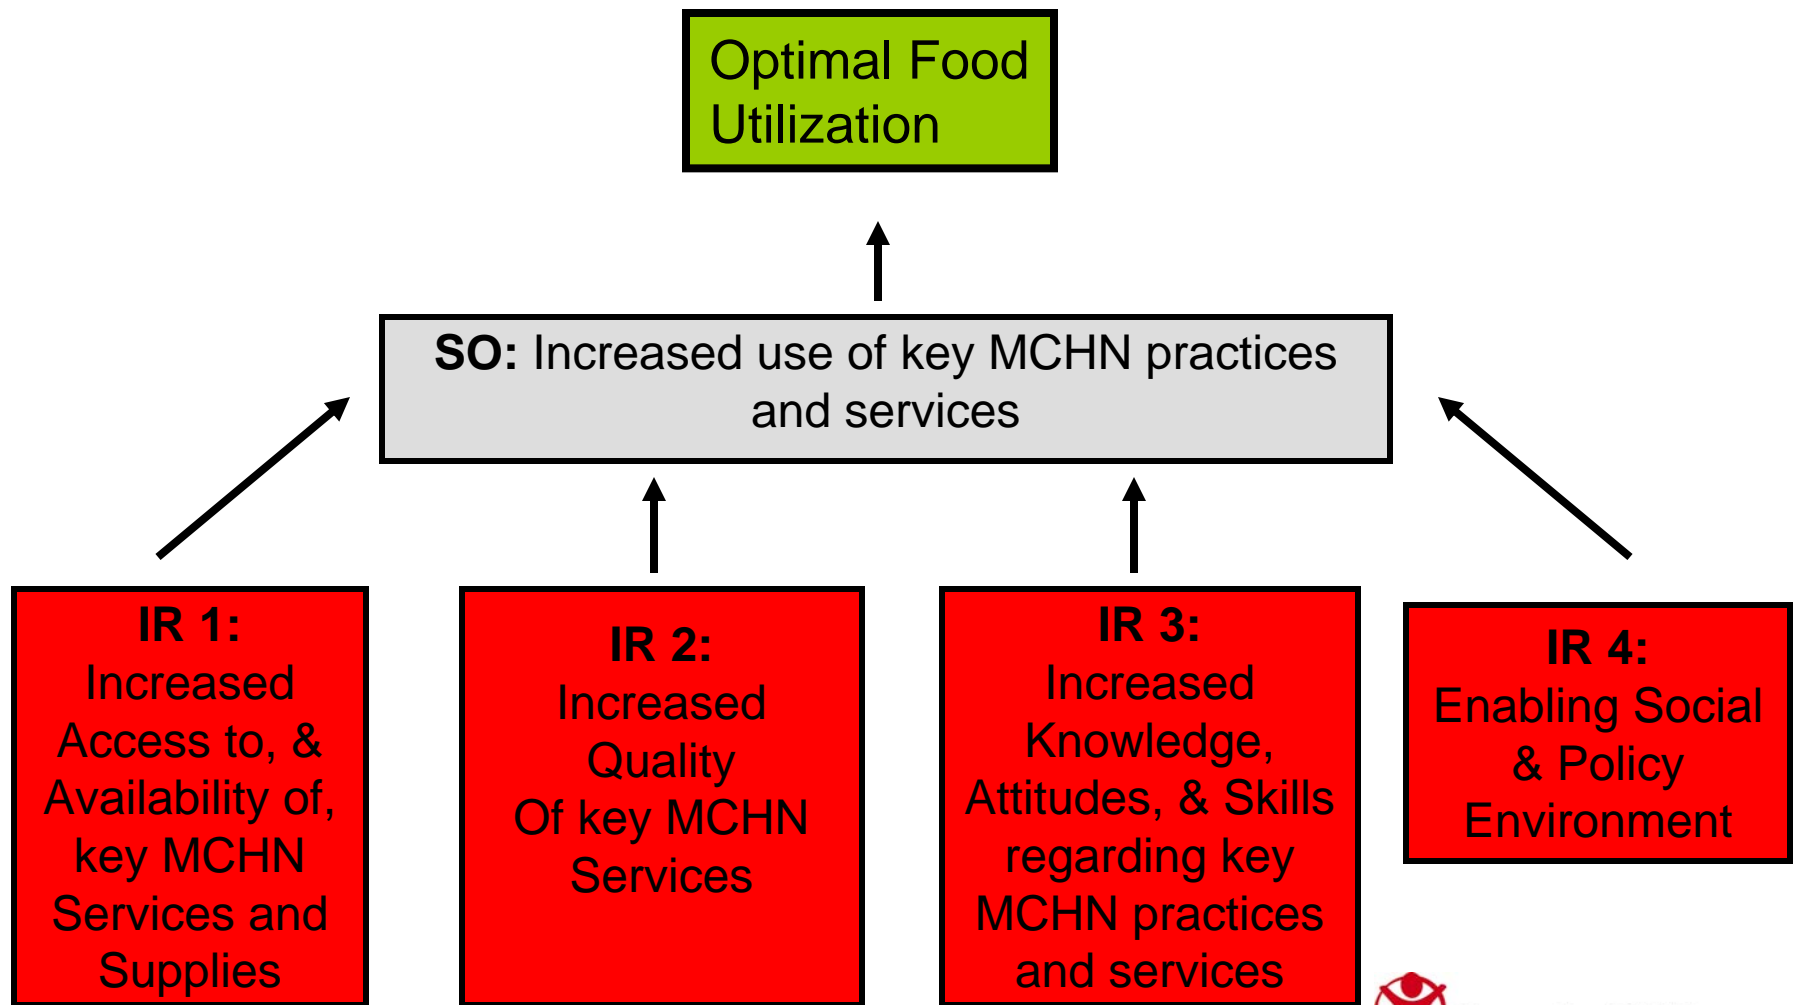 Optimal Food
Utilization
SO: Increased use of key MCHN practices
and services
IR 1:
Increased
Access to, &
Availability of,
key MCHN
Services and
Supplies
IR 2:
Increased
Quality
Of key MCHN
Services
IR 3:
Increased
Knowledge,
Attitudes, & Skills
regarding key
MCHN practices
and services
IR 4:
Enabling Social
& Policy
Environment